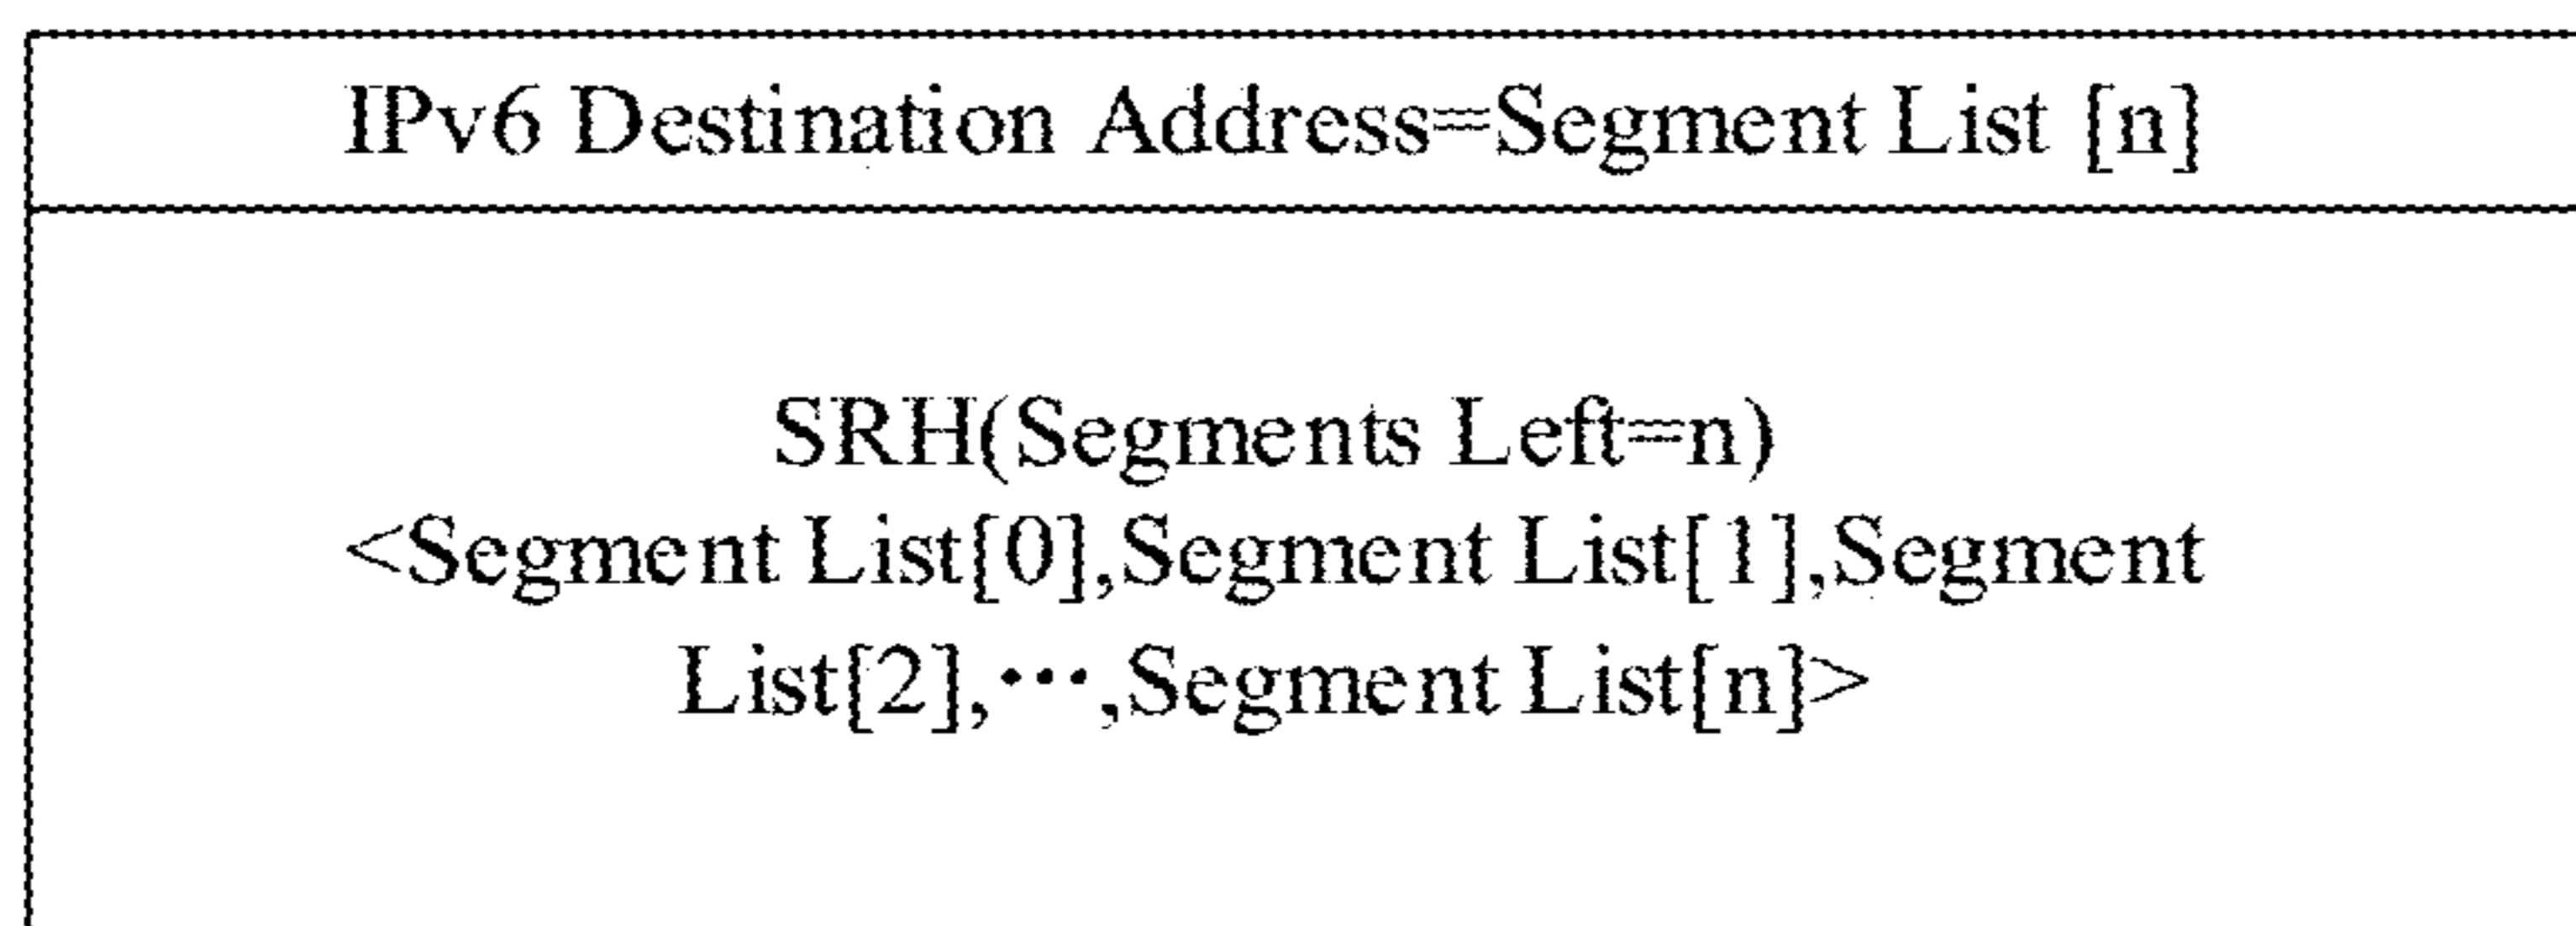 IPv6 Destination Address=Segment List [n]
SRH(Segments Left=n)
<Segment List[0],Segment List[1],Segment
List[2],···,Segment List[n]>